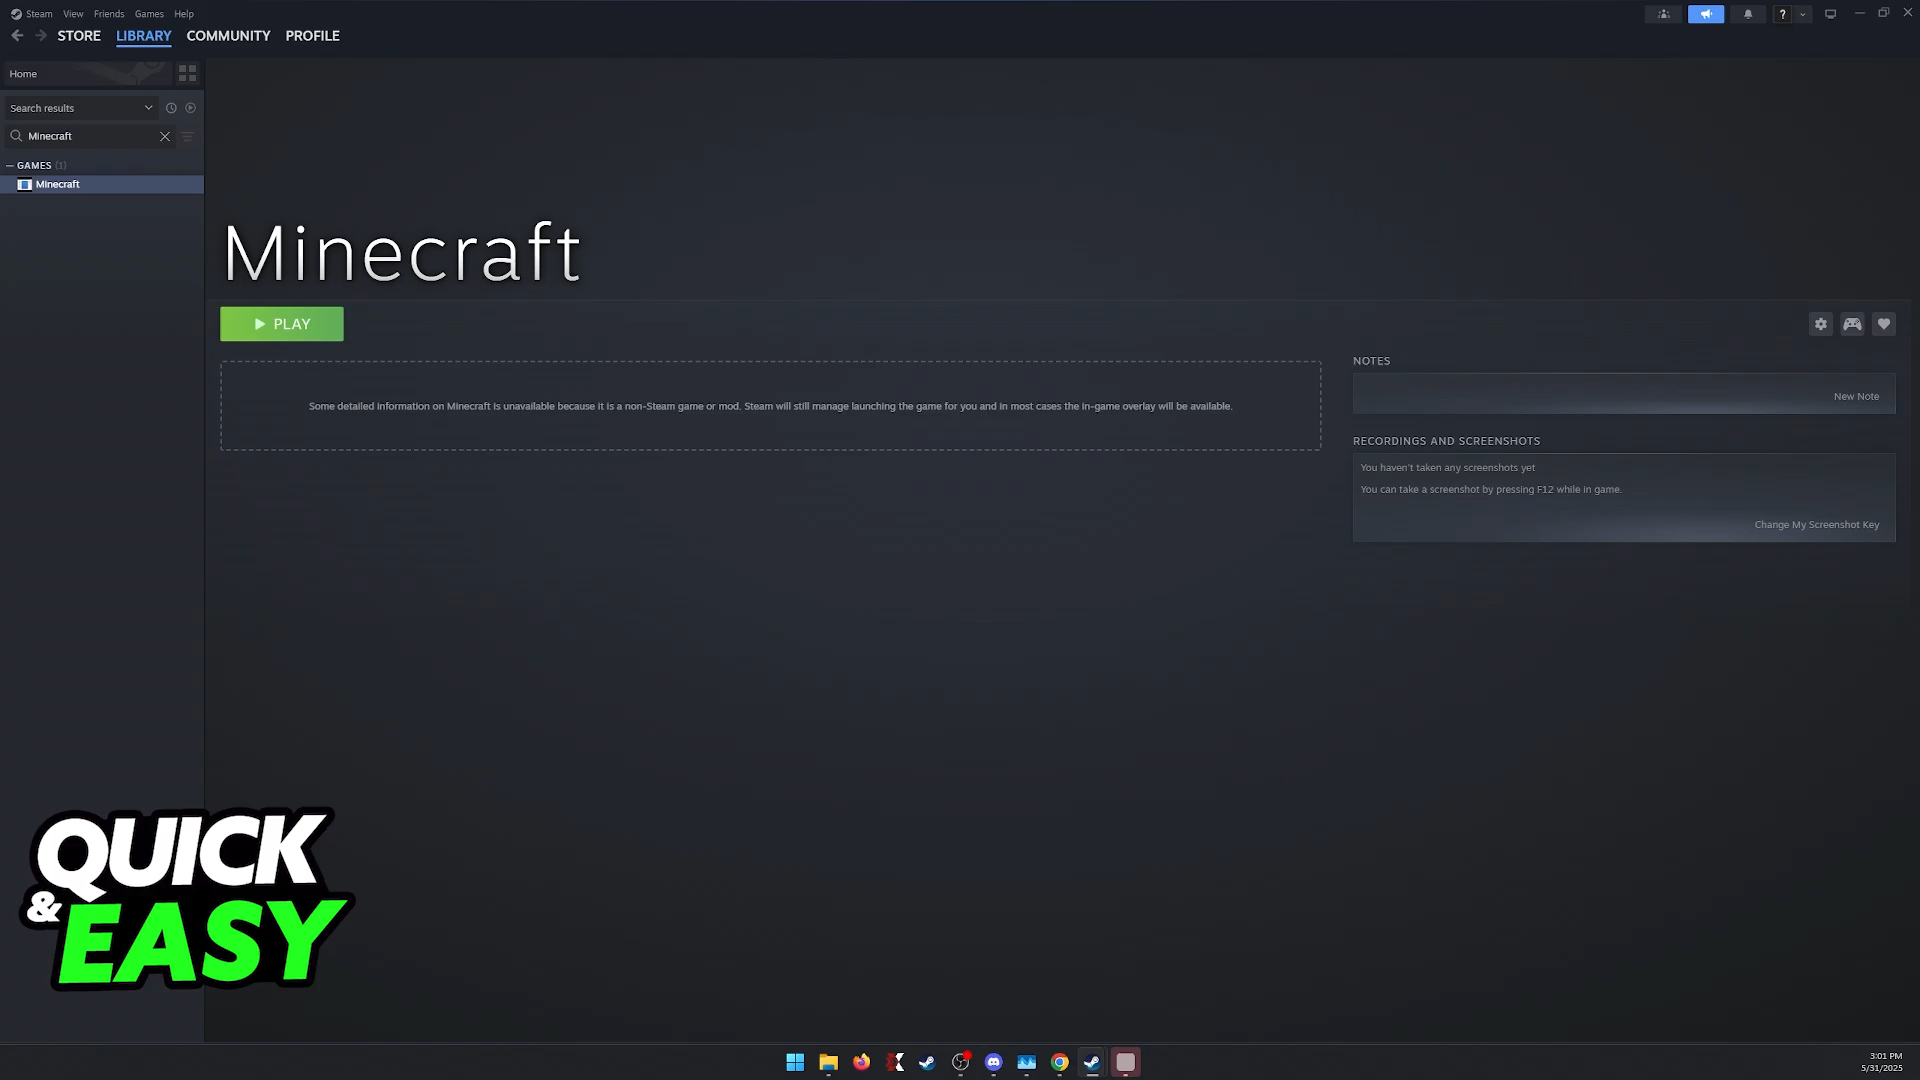 Steam View Friends Games Help
?
STORE LIBRARY COMMUNITY PROFILE
Home
Search results
Minecraft
— GAMES (1)
Minecraft
Minecraft
PLAY
Some detailed information on Minecraft is unavailable because it is a non-Steam game or mod. Steam will still manage launching the game for you and in most cases the in-game overlay will be available.
NOTES
New Note
RECORDINGS AND SCREENSHOTS
You haven't taken any screenshots yet
You can take a screenshot by pressing F12 while in game.
Change My Screenshot Key
QUICK
& EASY
3:01 PM
5/31/2025